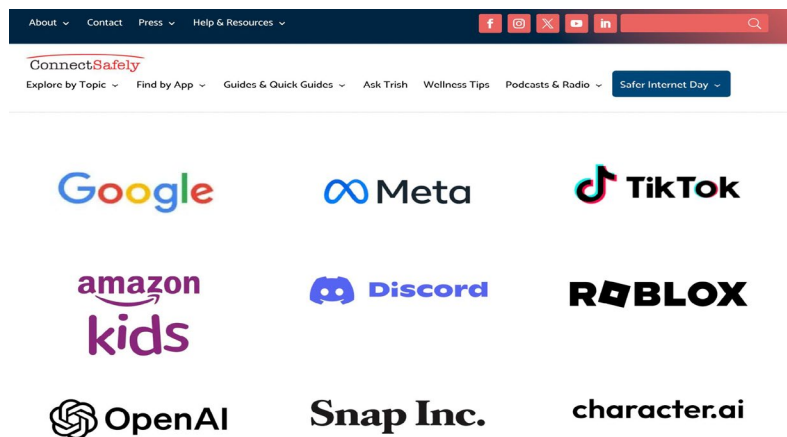 About Contact Press Help & Resources
ConnectSafely
Explore by Topic Find by App Guides & Quick Guides Ask Trish Wellness Tips Podcasts & Radio Safer Internet Day
Google Meta TikTok
amazon kids Discord ROBLOX
OpenAI Snap Inc. character.ai